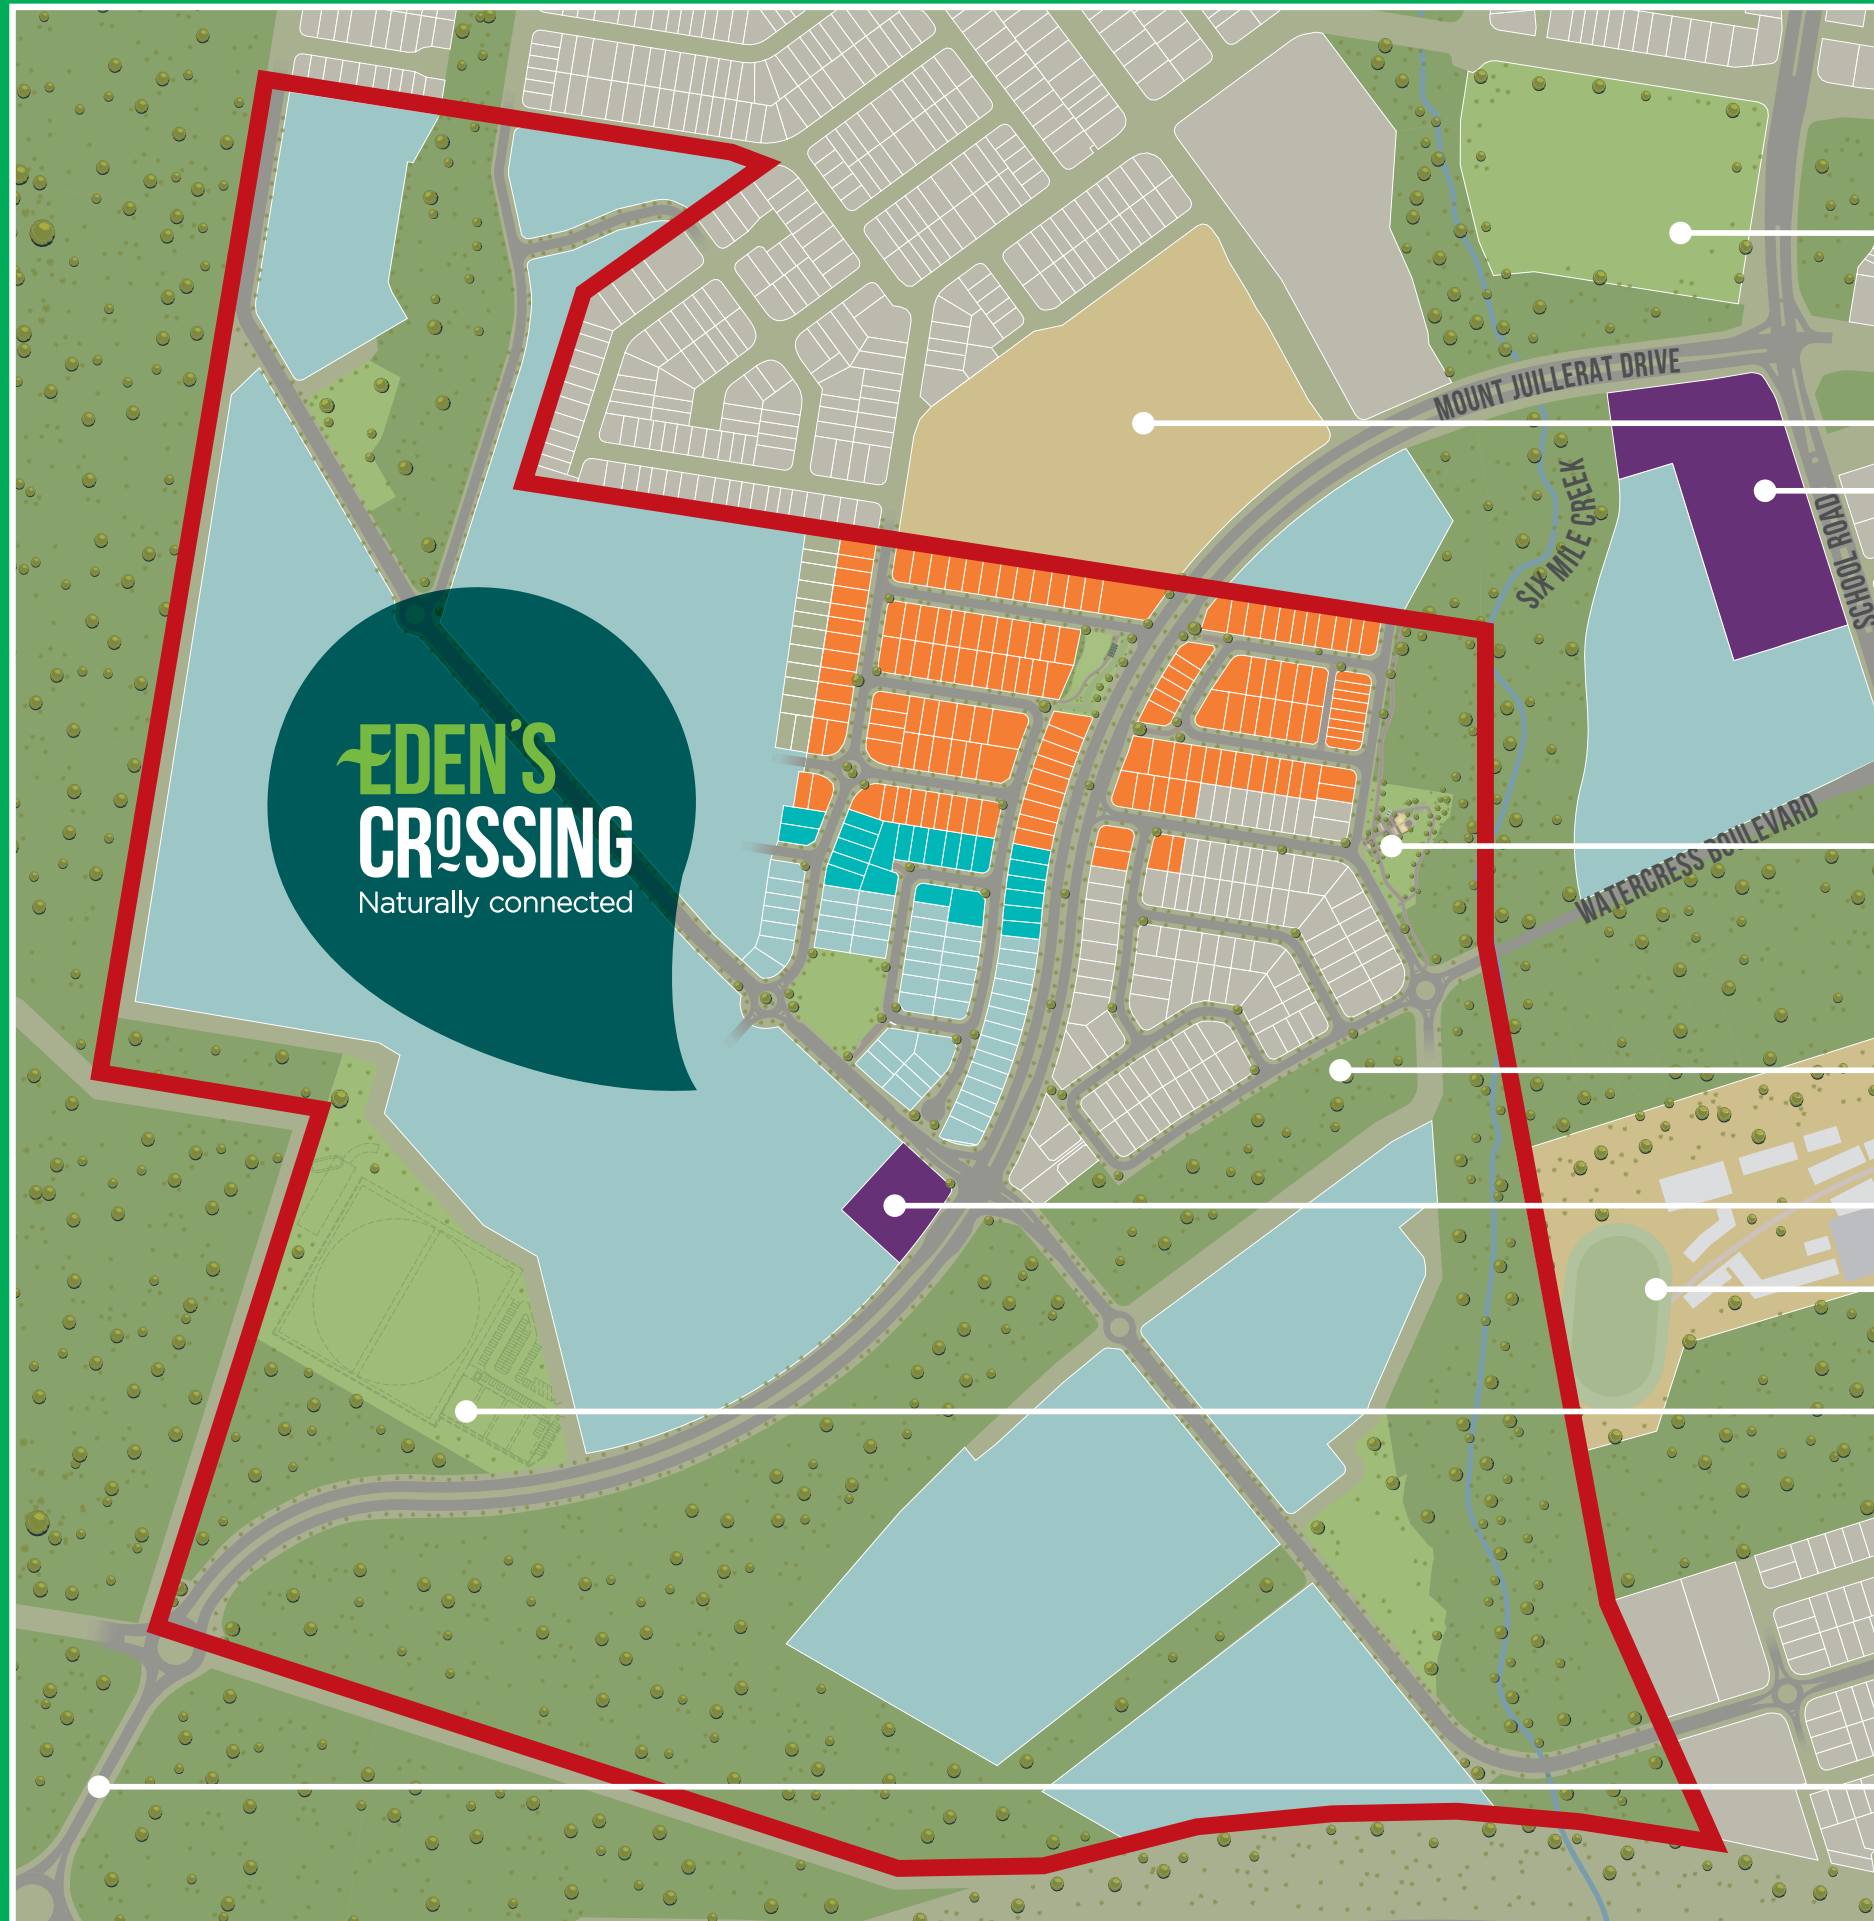 MOUNT JUILLERAT DRIVE
SIX MILE CREEK
SCHOOL ROAD
EDEN'S
CROSSING
Naturally connected
WATERCRESS BOULEVARD